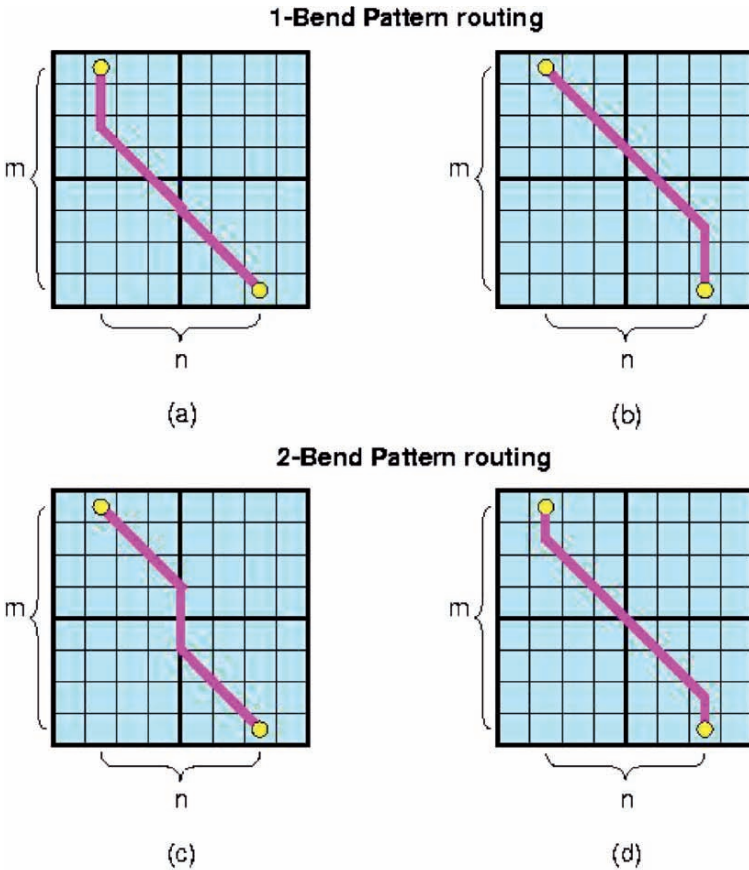 1-Bend Pattern routing
m m
n n
(a) (b)
2-Bend Pattern routing
m m
n n
(c) (d)